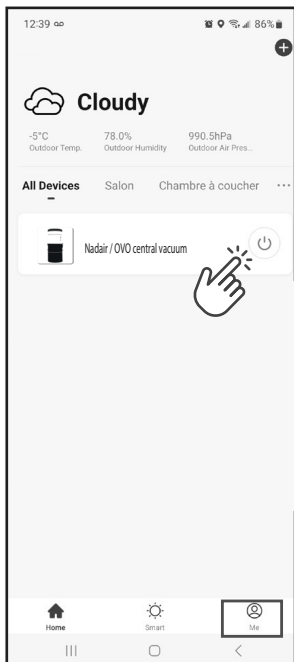 12:39 86%
Cloudy
-5°C 78.0% 990.5hPa
Outdoor Temp. Outdoor Humidity Outdoor Air Pres...
All Devices Salon Chambre à coucher ...
Nadair / OVO central vacuum
Home Smart Me